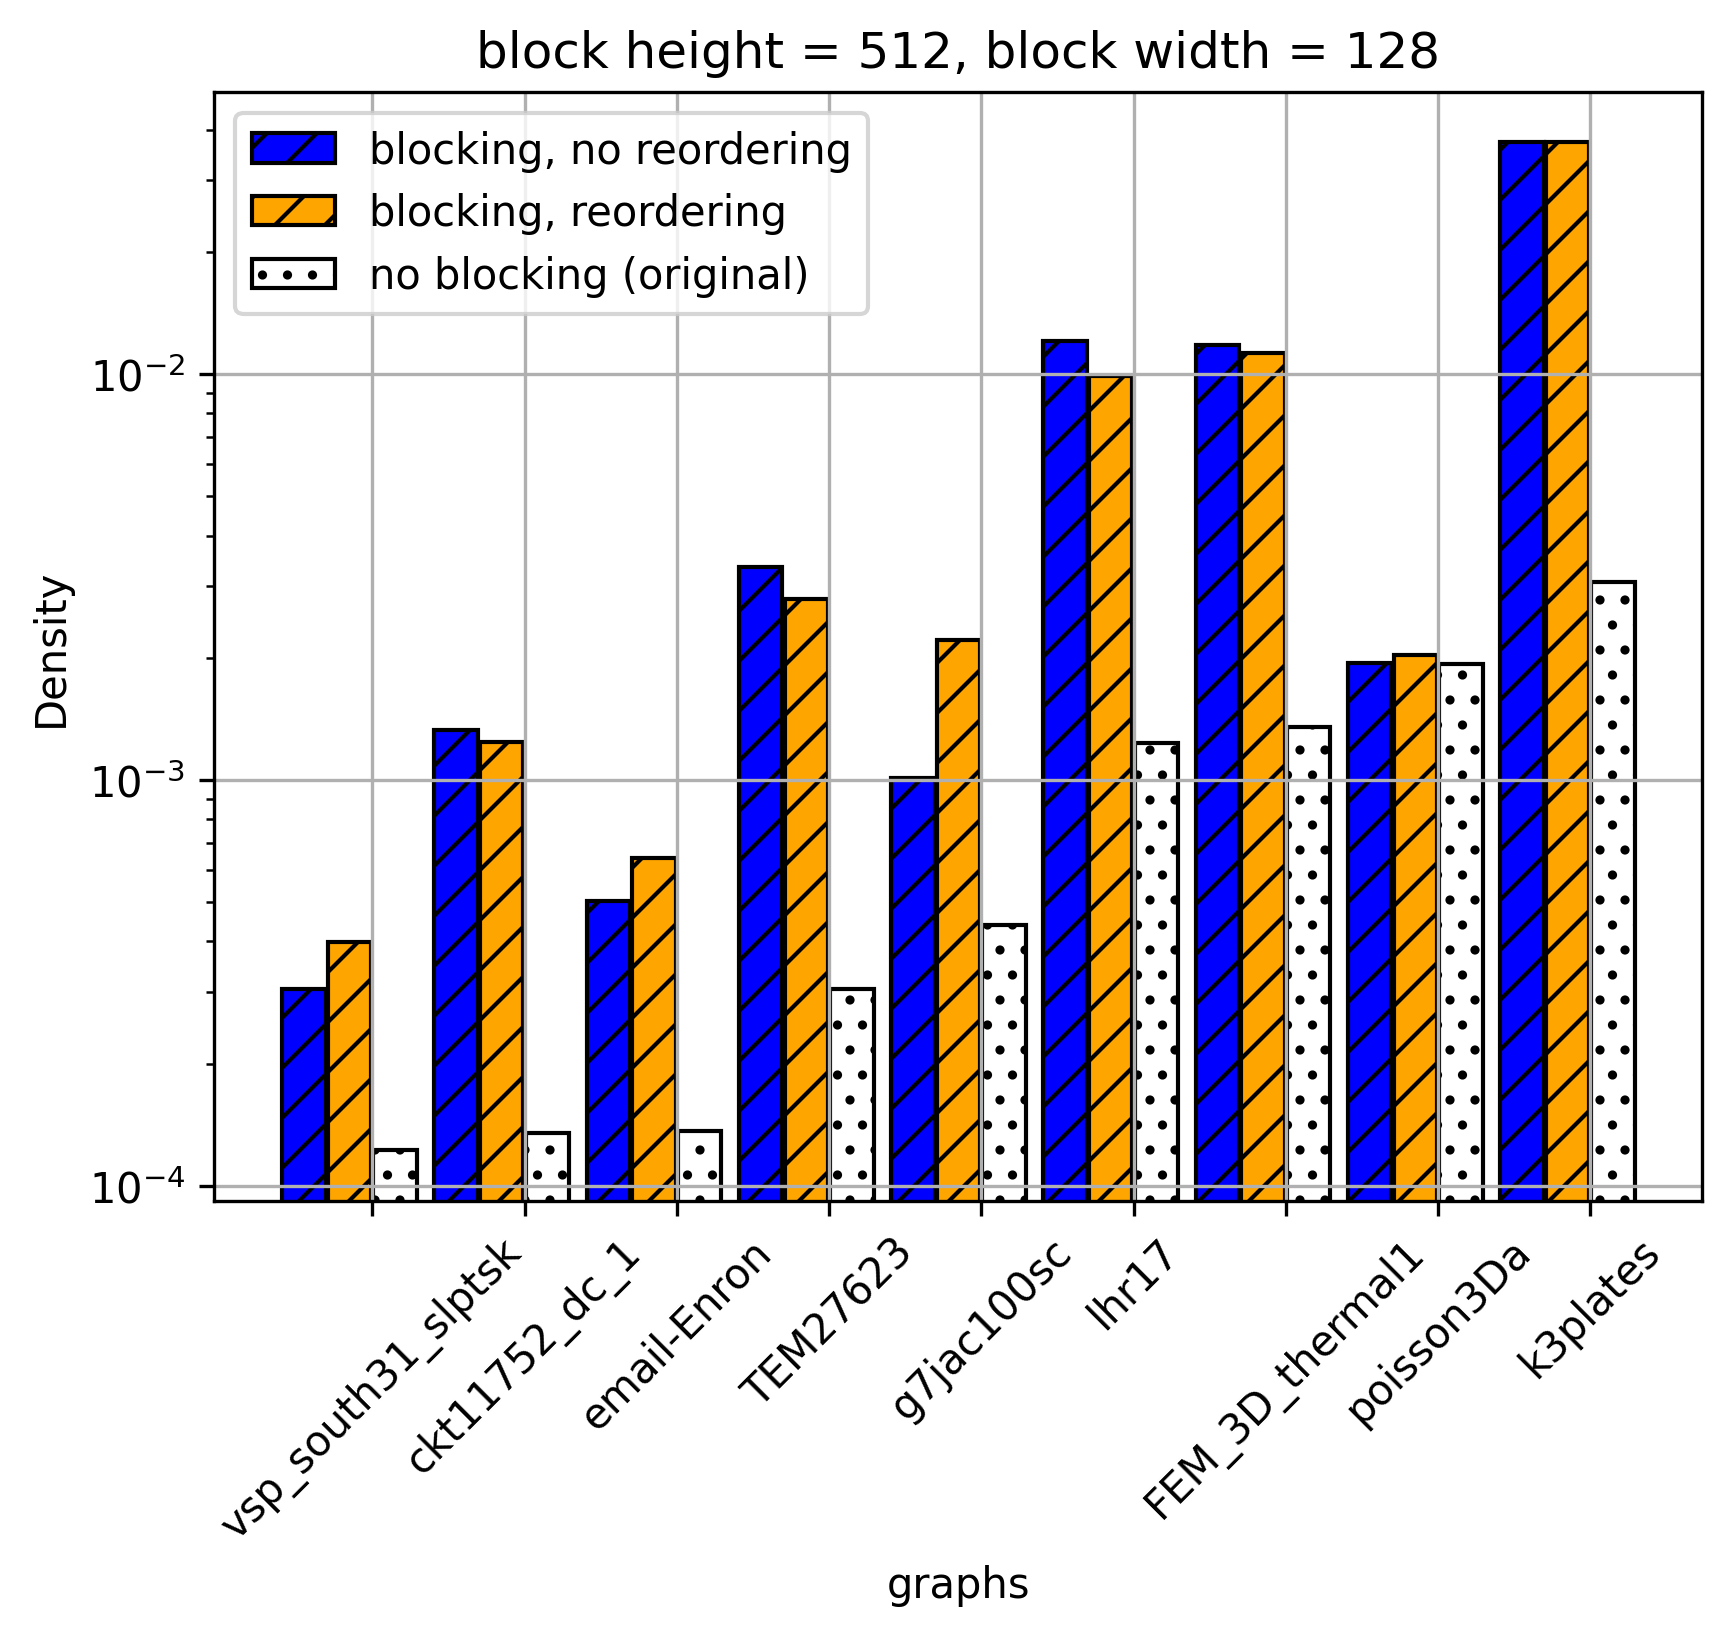 block height = 512, block width = 128
blocking, no reordering
blocking, reordering
no blocking (original)
Density
10⁻²
10⁻³
10⁻⁴
vsp_south31_slptsk
ckt11752_dc_1
email-Enron
TEM27623
g7jac100sc
lhr17
FEM_3D_thermal1
poisson3Da
k3plates
graphs